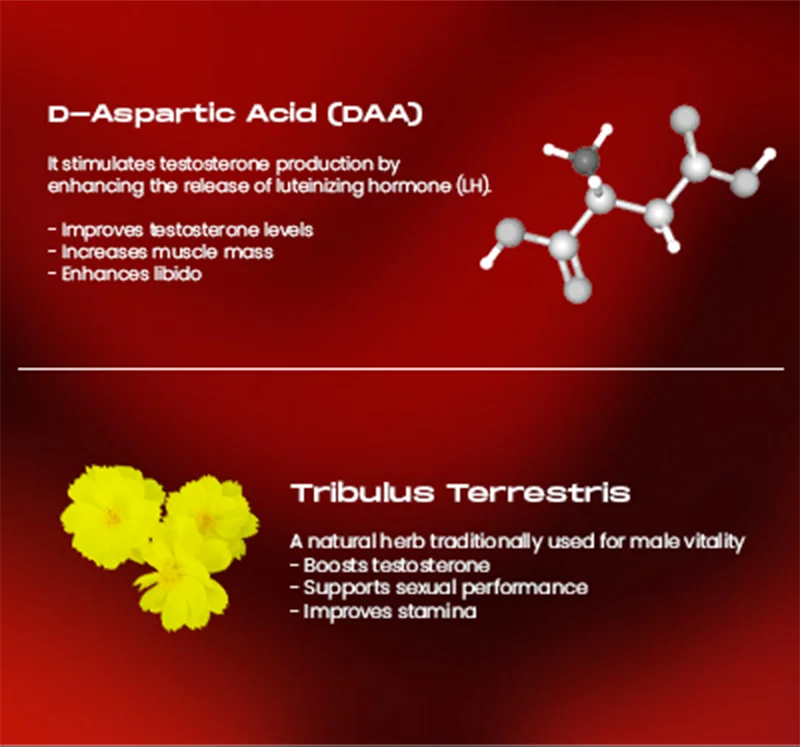 D-Aspartic Acid (DAA)
It stimulates testosterone production by
enhancing the release of luteinizing hormone (LH).
- Improves testosterone levels
- Increases muscle mass
- Enhances libido
Tribulus Terrestris
A natural herb traditionally used for male vitality
- Boosts testosterone
- Supports sexual performance
- Improves stamina